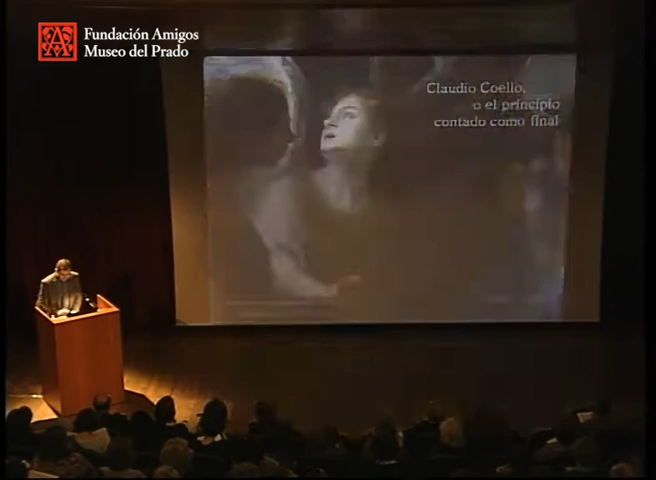 Fundación Amigos
Museo del Prado
Claudio Coello,
o el principio
contado como final